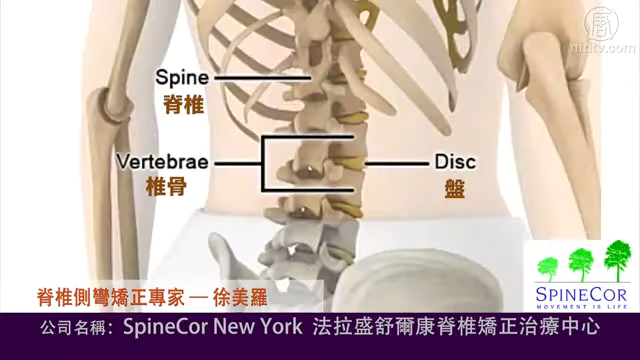 唐
ntdtv.com
Spine
脊椎
Vertebrae
椎骨
Disc
盤
SPINECOR
MOVEMENT IS LIFE
脊椎側彎矯正專家 — 徐美羅
公司名稱: SpineCor New York 法拉盛舒爾康脊椎矯正治療中心